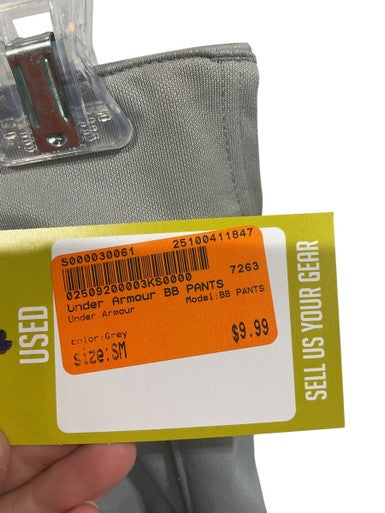 S000030061 25100411847
02509200003KS0000 7263
Under Armour BB PANTS
Under Armour Model:BB PANTS
color:Grey
Size:SM $9.99
USED
SELL US YOUR GEAR